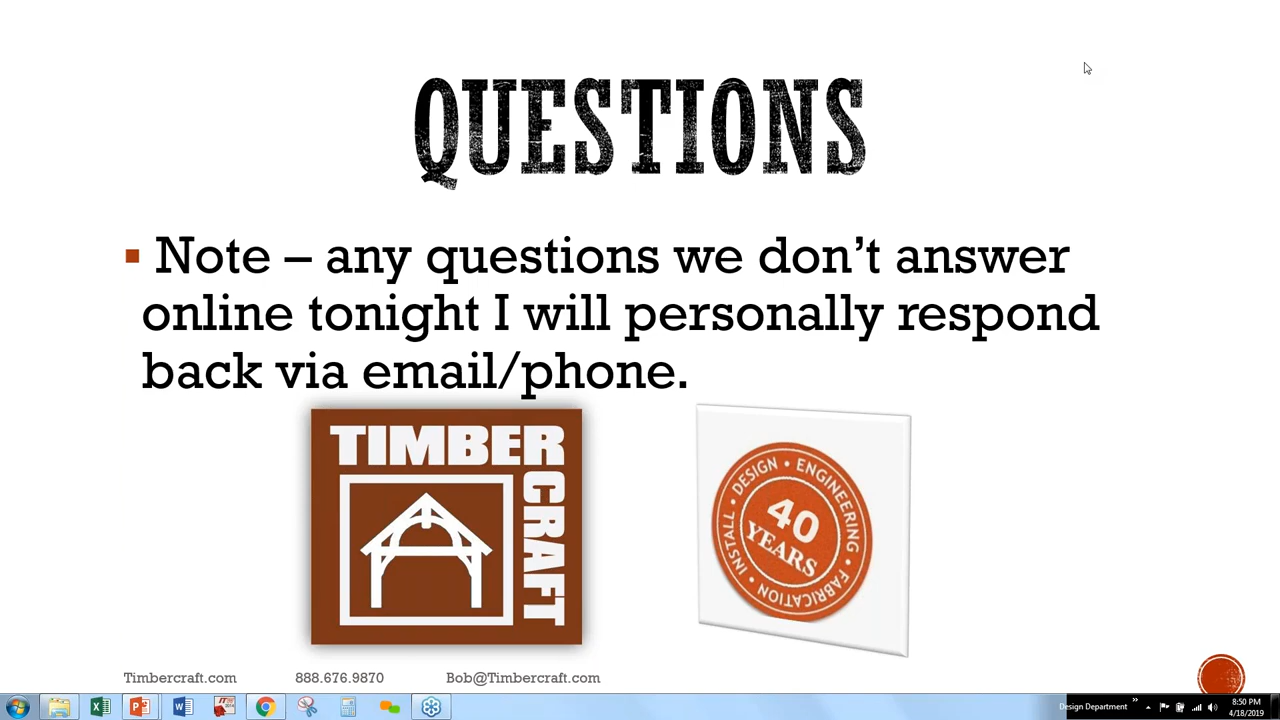 QUESTIONS
▪ Note – any questions we don’t answer
online tonight I will personally respond
back via email/phone.
TIMBER
CRAFT
DESIGN • ENGINEERING • FABRICATION • INSTALL •
40
YEARS
Timbercraft.com 888.676.9870 Bob@Timbercraft.com
Design Department
8:50 PM
4/18/2019